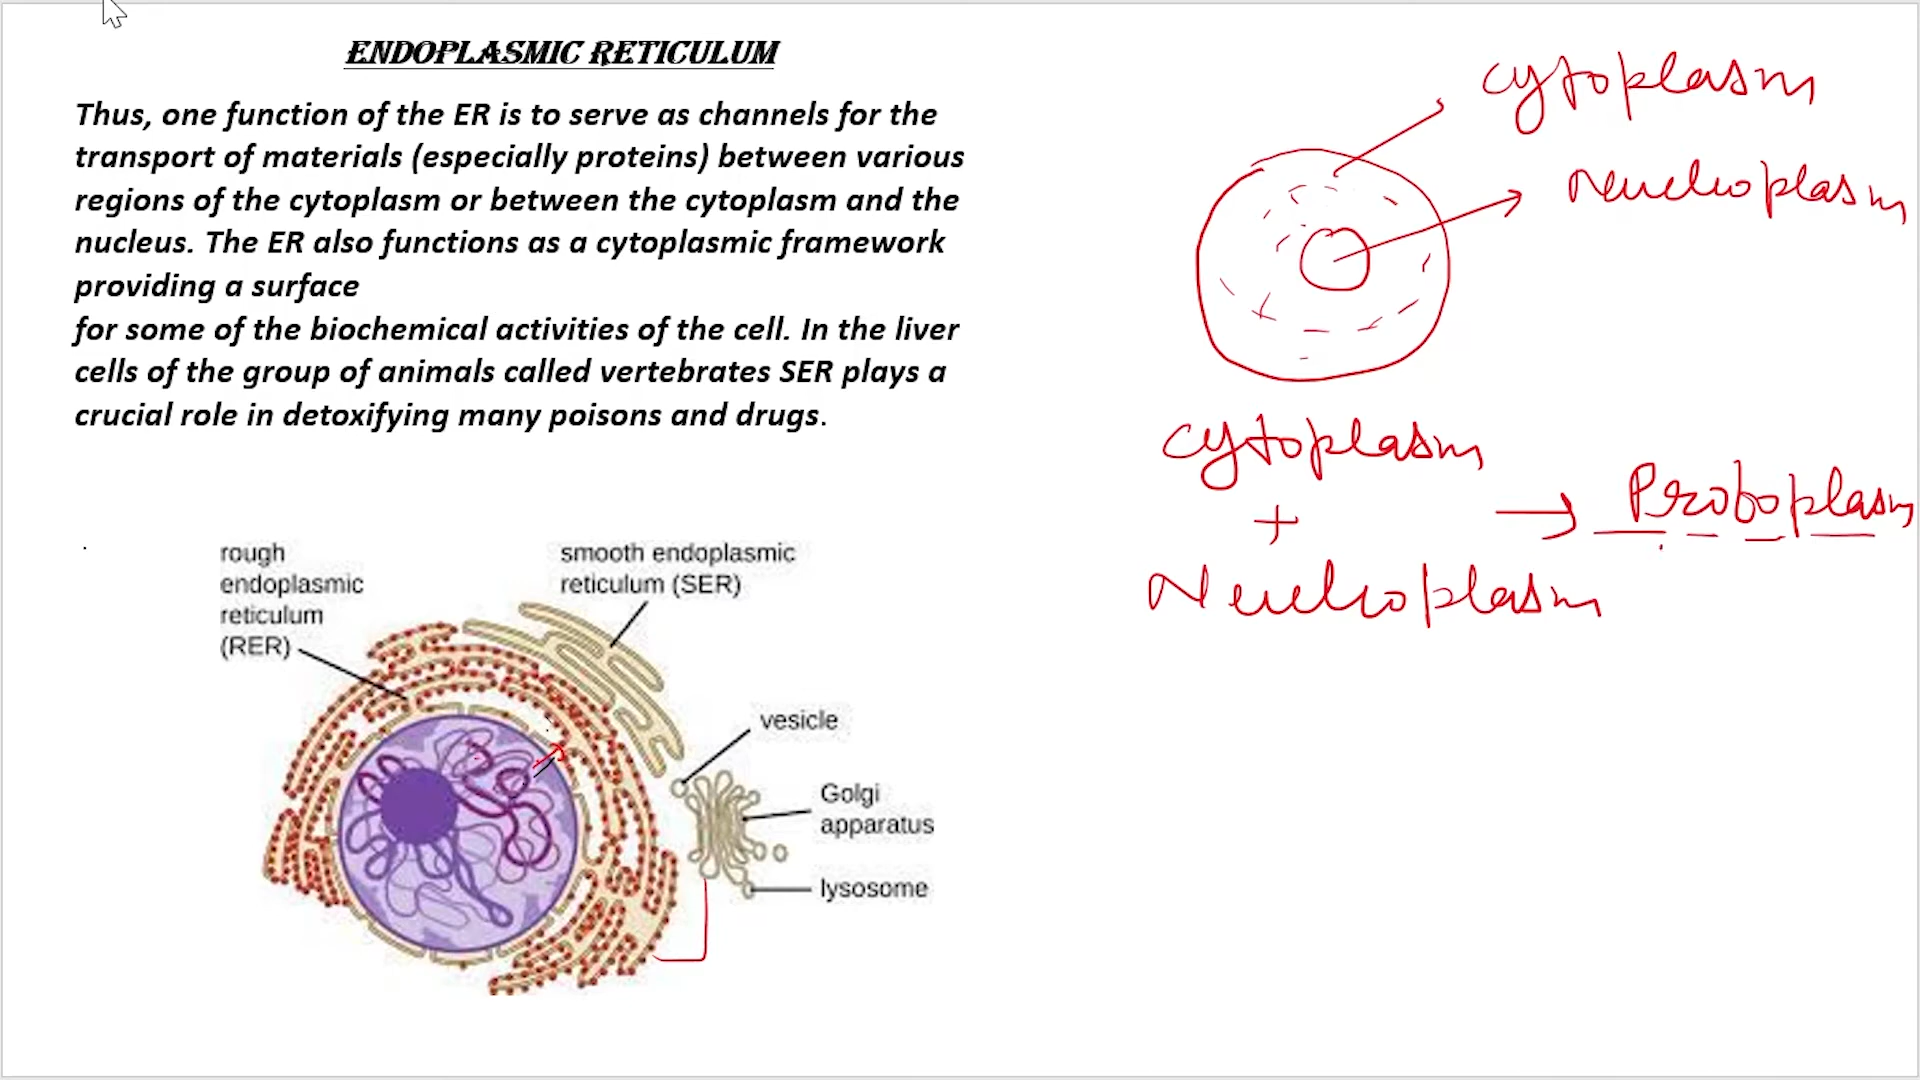 ENDOPLASMIC RETICULUM
Thus, one function of the ER is to serve as channels for the
transport of materials (especially proteins) between various
regions of the cytoplasm or between the cytoplasm and the
nucleus. The ER also functions as a cytoplasmic framework
providing a surface
for some of the biochemical activities of the cell. In the liver
cells of the group of animals called vertebrates SER plays a
crucial role in detoxifying many poisons and drugs.
rough
endoplasmic
reticulum
(RER)
smooth endoplasmic
reticulum (SER)
vesicle
Golgi
apparatus
lysosome
cytoplasm
Nucleoplasm
cytoplasm
+
Nucleoplasm
→ Protoplasm